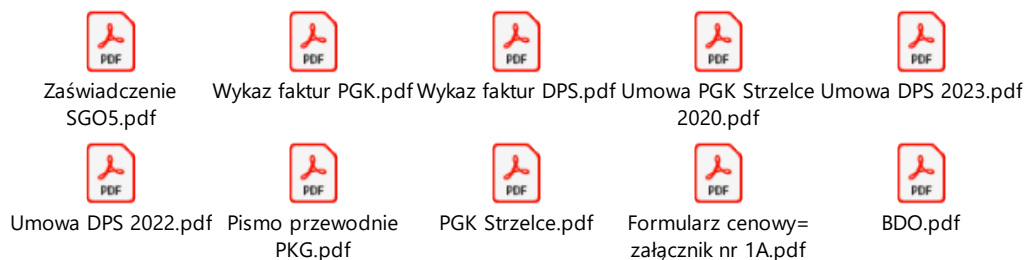 PDF PDF PDF PDF PDF
Zaświadczenie Wykaz faktur PGK.pdf Wykaz faktur DPS.pdf Umowa PGK Strzelce Umowa DPS 2023.pdf
SGO5.pdf 2020.pdf
PDF PDF PDF PDF PDF
Umowa DPS 2022.pdf Pismo przewodnie PGK Strzelce.pdf Formularz cenowy= BDO.pdf
PKG.pdf załącznik nr 1A.pdf